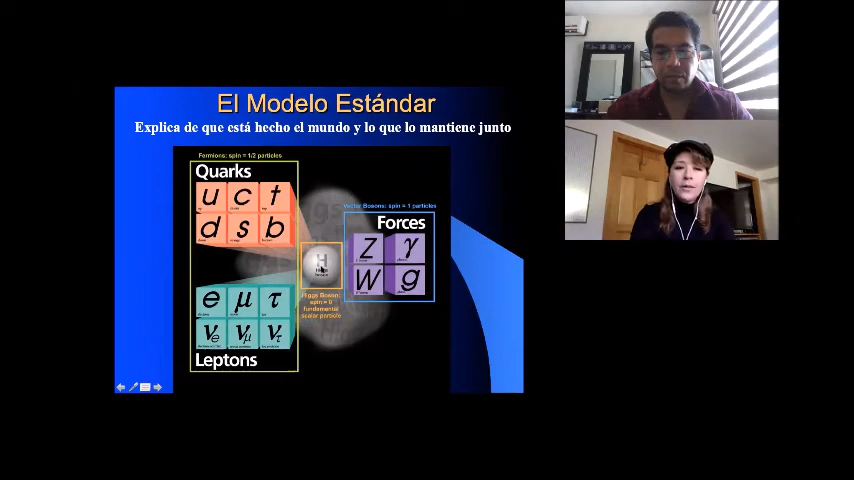 El Modelo Estándar
Explica de que está hecho el mundo y lo que lo mantiene junto
Fermions: spin = 1/2 particles
Quarks
u c t
d s b
Vector Bosons: spin = 1 particles
Forces
Z γ
W g
H
Higgs Boson:
spin = 0
fundamental
scalar particle
e μ τ
νe νμ ντ
Leptons